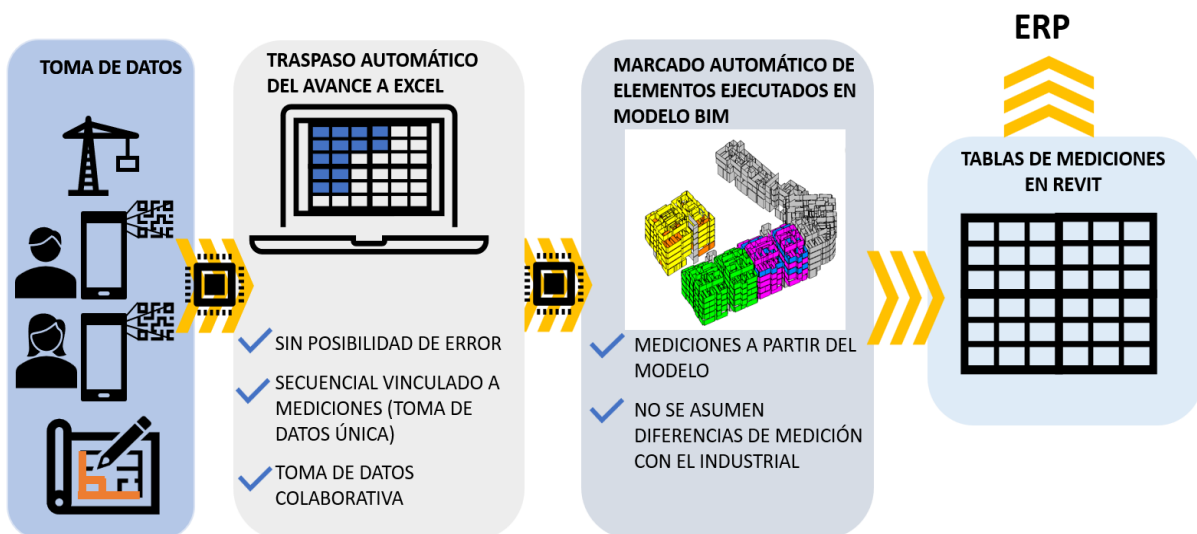 TOMA DE DATOS
TRASPASO AUTOMÁTICO
DEL AVANCE A EXCEL
SIN POSIBILIDAD DE ERROR
SECUENCIAL VINCULADO A
MEDICIONES (TOMA DE
DATOS ÚNICA)
TOMA DE DATOS
COLABORATIVA
MARCADO AUTOMÁTICO DE
ELEMENTOS EJECUTADOS EN
MODELO BIM
MEDICIONES A PARTIR DEL
MODELO
NO SE ASUMEN
DIFERENCIAS DE MEDICIÓN
CON EL INDUSTRIAL
ERP
TABLAS DE MEDICIONES
EN REVIT